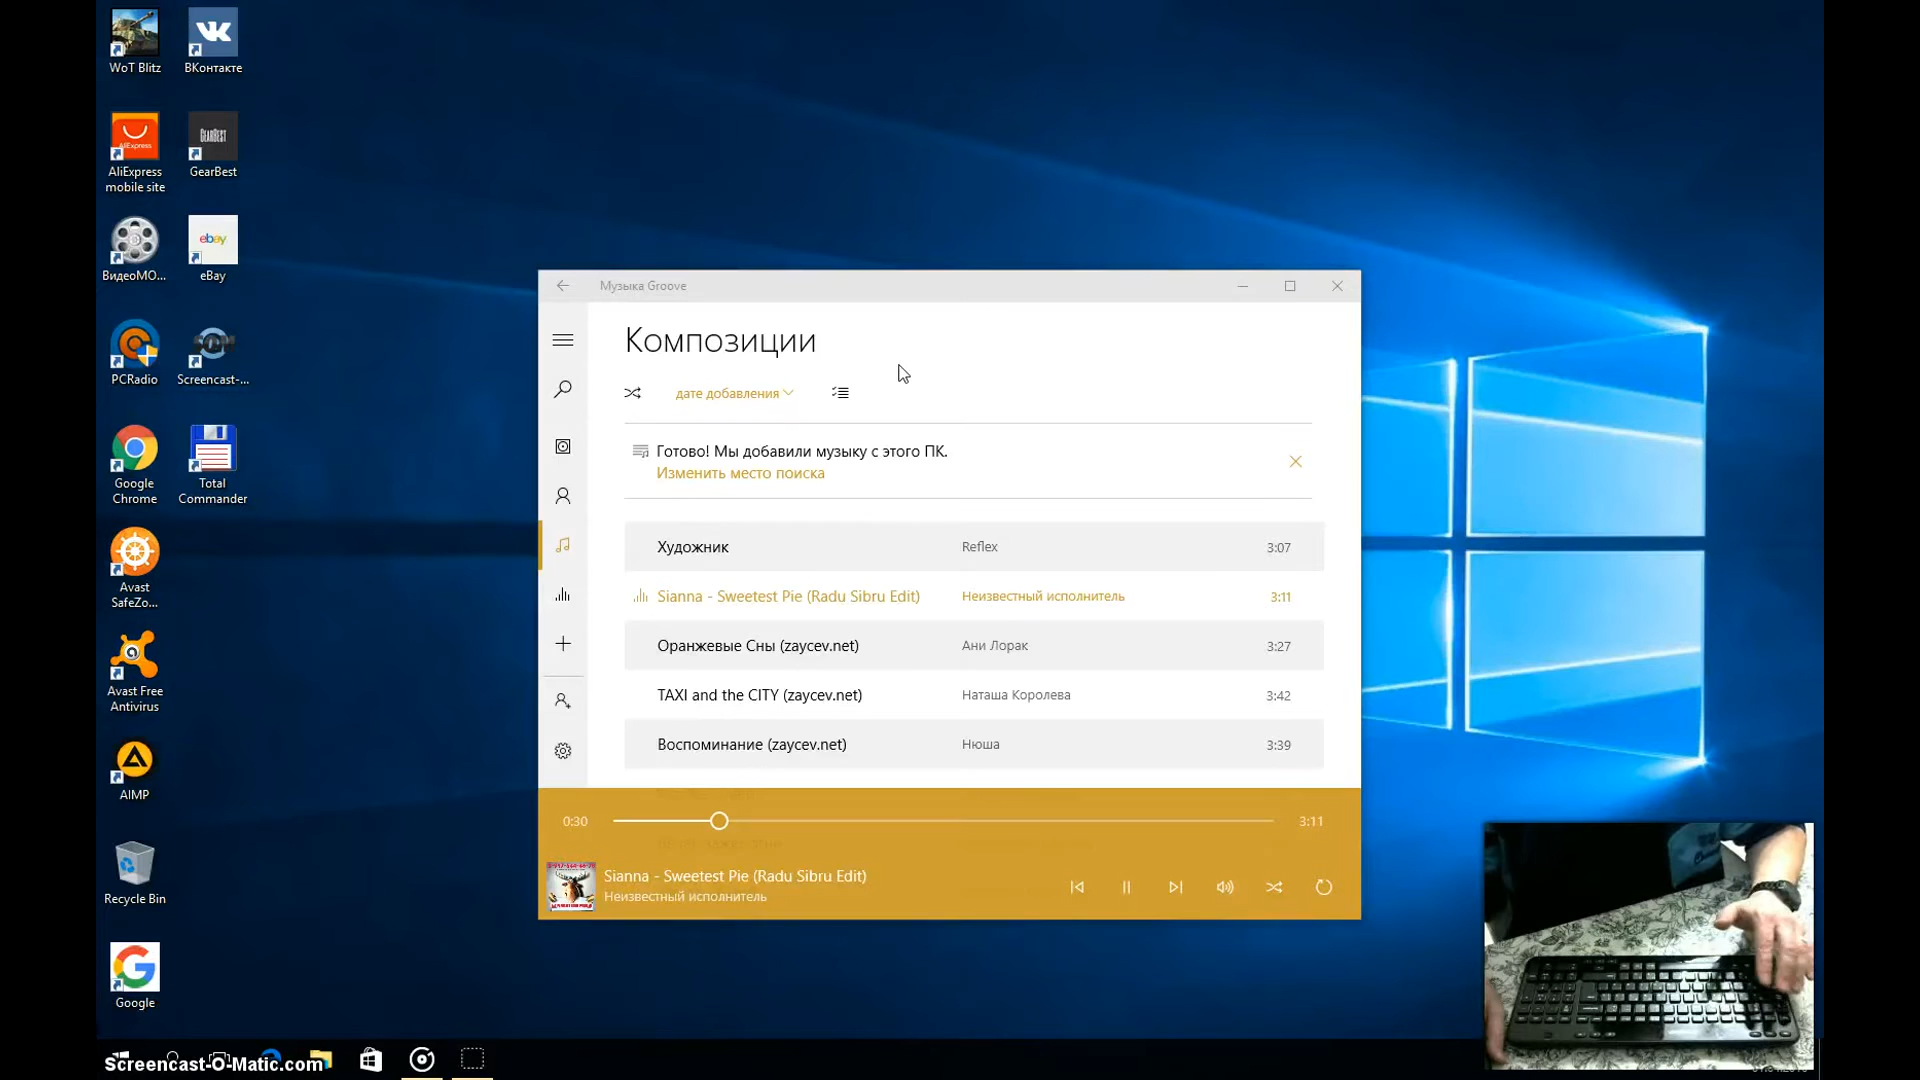 WoT Blitz
ВКонтакте
AliExpress
AliExpress
mobile site
GEARBEST
GearBest
ВидеоМО...
ebay
eBay
PCRadio
Screencast-...
Google
Chrome
Total
Commander
Avast
SafeZo...
Avast Free
Antivirus
AIMP
Recycle Bin
Google
Музыка Groove
Композиции
дате добавления
Готово! Мы добавили музыку с этого ПК.
Изменить место поиска
Художник Reflex 3:07
Sianna - Sweetest Pie (Radu Sibru Edit) Неизвестный исполнитель 3:11
Оранжевые Сны (zaycev.net) Ани Лорак 3:27
TAXI and the CITY (zaycev.net) Наташа Королева 3:42
Воспоминание (zaycev.net) Нюша 3:39
0:30 3:11
Sianna - Sweetest Pie (Radu Sibru Edit)
Неизвестный исполнитель
Screencast-O-Matic.com